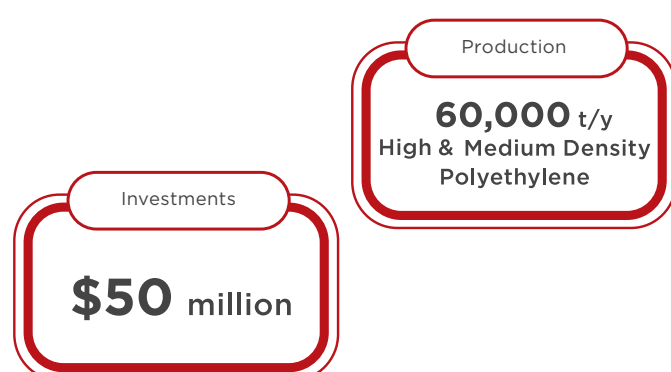 Production
60,000 t/y
High & Medium Density
Polyethylene
Investments
$50 million